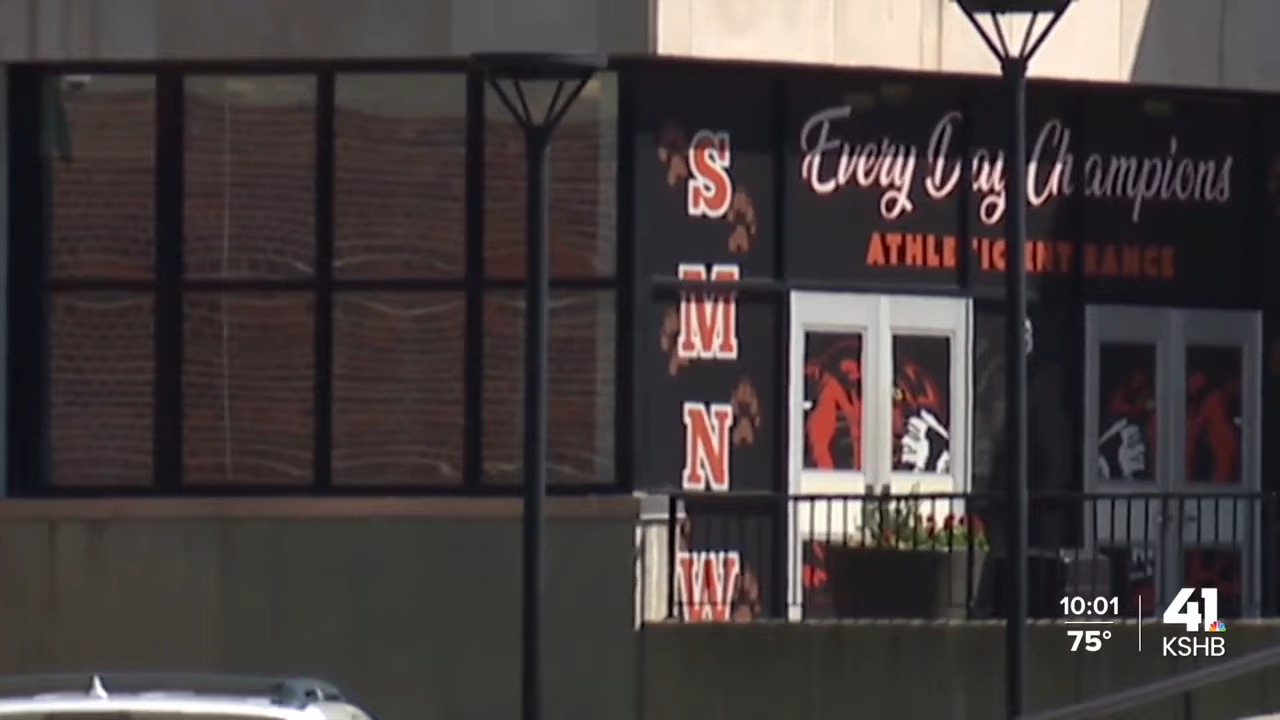 S
M
N
W
Every Day Champions
ATHLETIC ENTRANCE
10:01
75°
41
KSHB